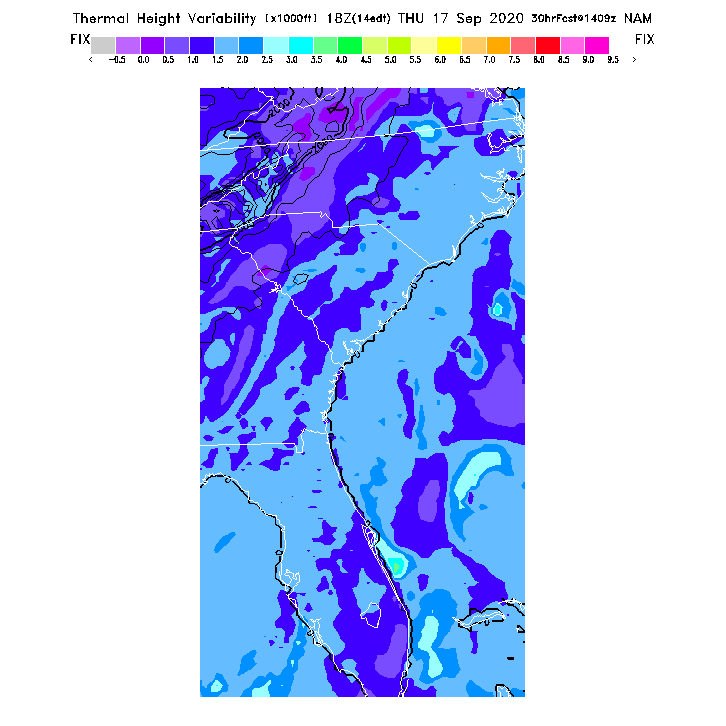 Thermal Height Variability [x1000ft] 18Z(14edt) THU 17 Sep 2020 30hrFcst@1409z NAM
FIX FIX
< -0.5 0.0 0.5 1.0 1.5 2.0 2.5 3.0 3.5 4.0 4.5 5.0 5.5 6.0 6.5 7.0 7.5 8.0 8.5 9.0 9.5 >
2000
2000